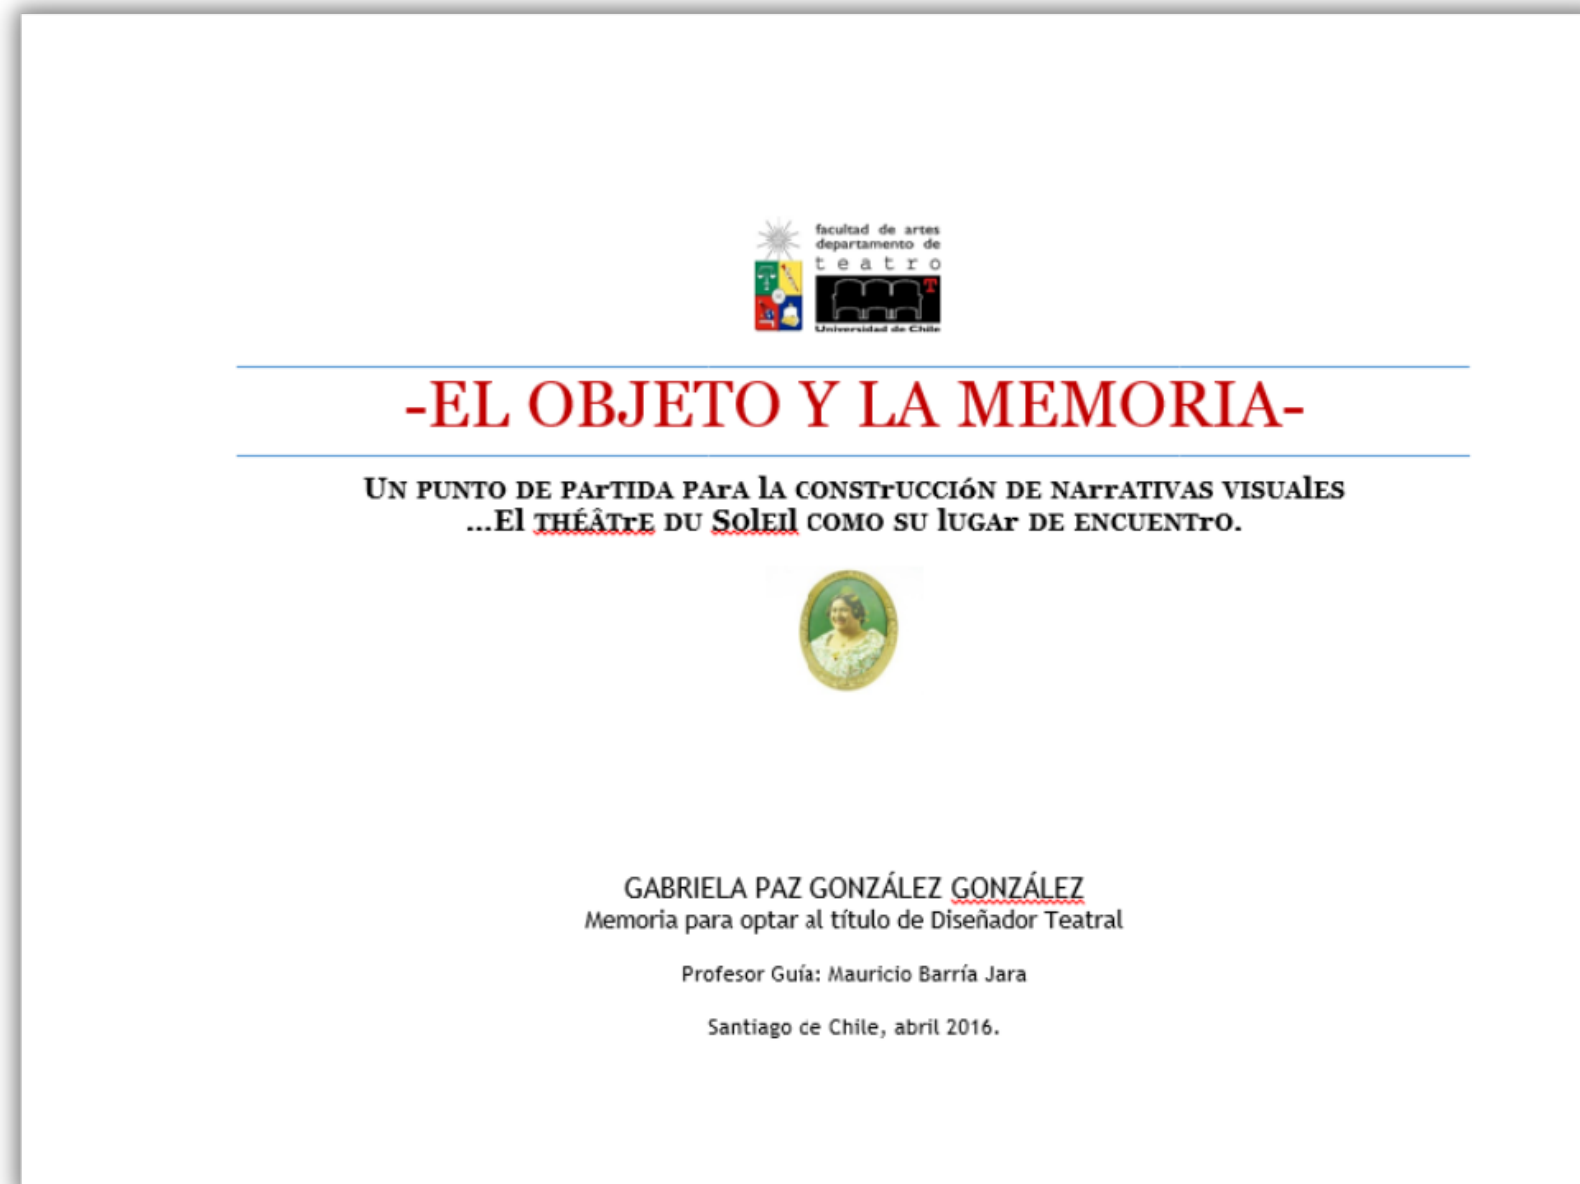 facultad de artes
departamento de
teatro
T
Universidad de Chile
-EL OBJETO Y LA MEMORIA-
UN PUNTO DE PArTIDA PArA lA CONSTrUCCIóN DE NArrATIVAS VISUAlES
...El THÉÂTrE DU SolEIl COMO SU lUGAr DE ENCUENTrO.
GABRIELA PAZ GONZÁLEZ GONZÁLEZ
Memoria para optar al título de Diseñador Teatral
Profesor Guía: Mauricio Barría Jara
Santiago de Chile, abril 2016.